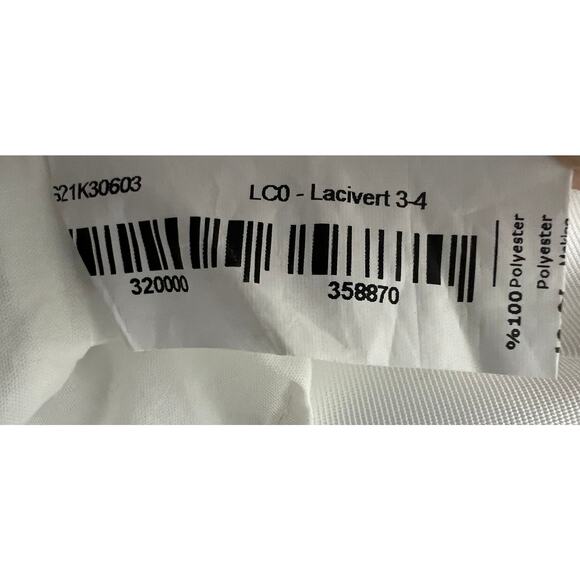 S21K30603
LC0 - Lacivert 3-4
320000
358870
%100 Polyester
Polyester